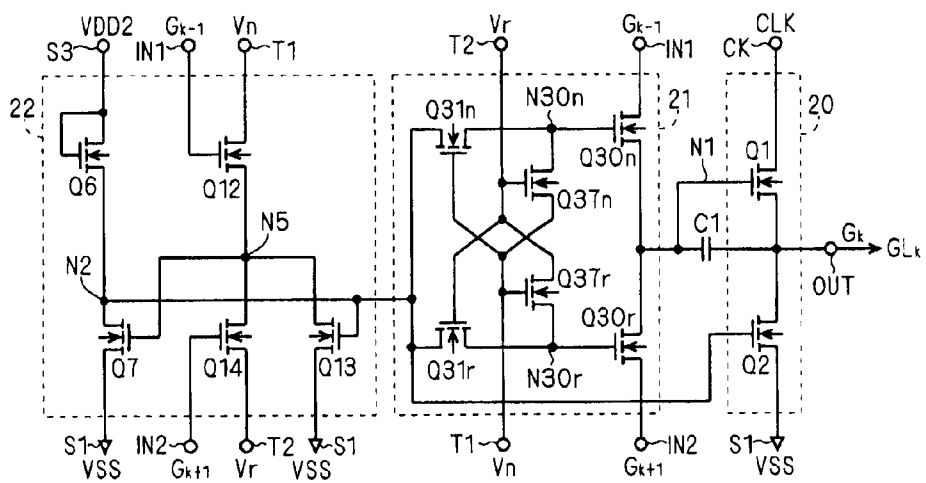 VDD2
S3
Gk-1
IN1
Vn
T1
Vr
T2
Gk-1
IN1
CLK
CK
22
Q6
Q12
N5
N2
Q7
Q14
Q13
S1
VSS
IN2
Gk+1
T2
Vr
S1
VSS
Q31n
N30n
21
Q30n
Q37n
Q37r
Q30r
Q31r
N30r
T1
Vn
IN2
Gk+1
20
N1
Q1
C1
Gk
GLk
OUT
Q2
S1
VSS